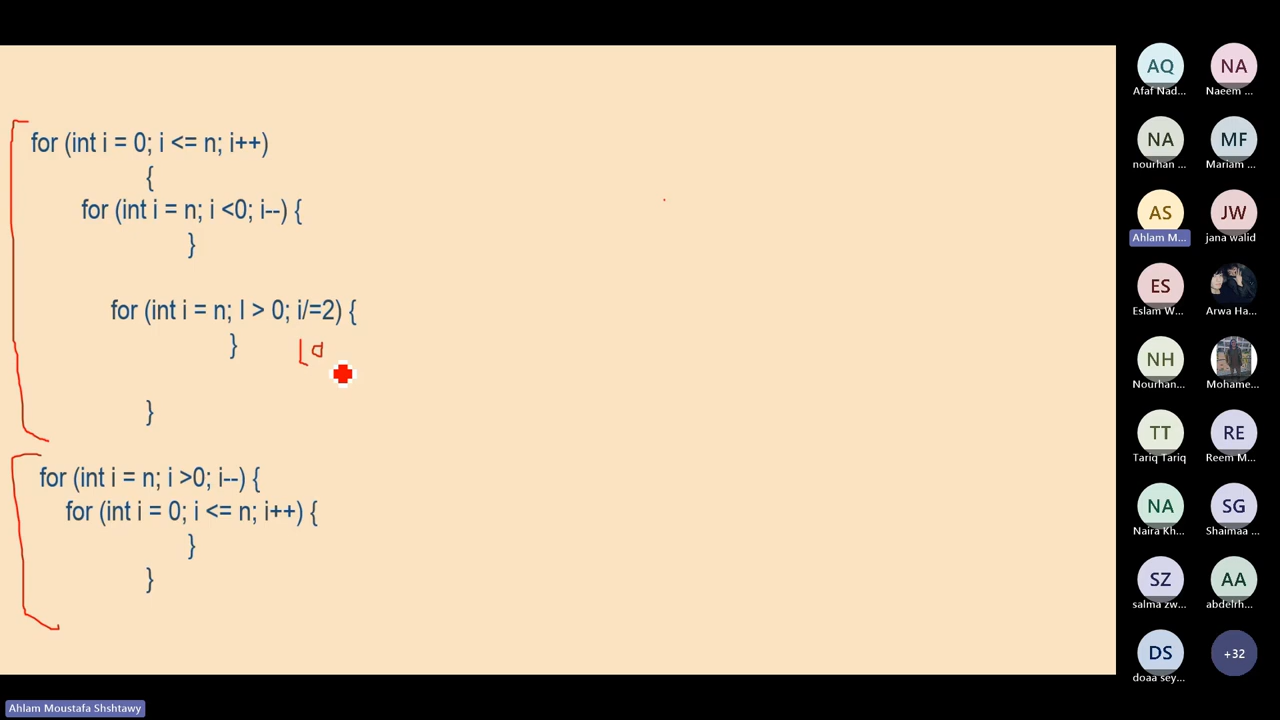 for (int i = 0; i <= n; i++)
{
for (int i = n; i <0; i--) {
}
for (int i = n; I > 0; i/=2) {
}
lo
}
for (int i = n; i >0; i--) {
for (int i = 0; i <= n; i++) {
}
}
AQ
Afaf Nad...
NA
Naeem ...
NA
nourhan ...
MF
Mariam ...
AS
Ahlam M...
JW
jana walid
ES
Eslam W...
Arwa Ha...
NH
Nourhan...
Mohame...
TT
Tariq Tariq
RE
Reem M...
NA
Naira Kh...
SG
Shaimaa ...
SZ
salma zw...
AA
abdelrh...
DS
doaa sey...
+32
Ahlam Moustafa Shshtawy